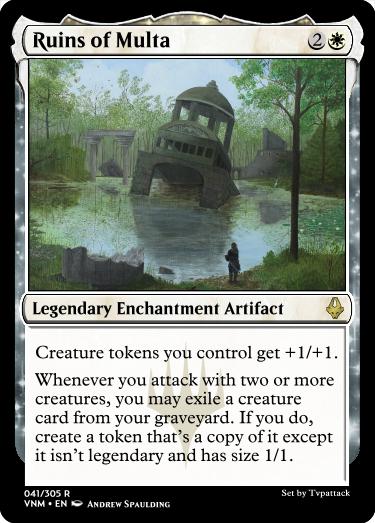 Ruins of Multa 2
Legendary Enchantment Artifact
Creature tokens you control get +1/+1.
Whenever you attack with two or more
creatures, you may exile a creature
card from your graveyard. If you do,
create a token that's a copy of it except
it isn't legendary and has size 1/1.
041/305 R Set by Tvpattack
VNM • EN Andrew Spaulding